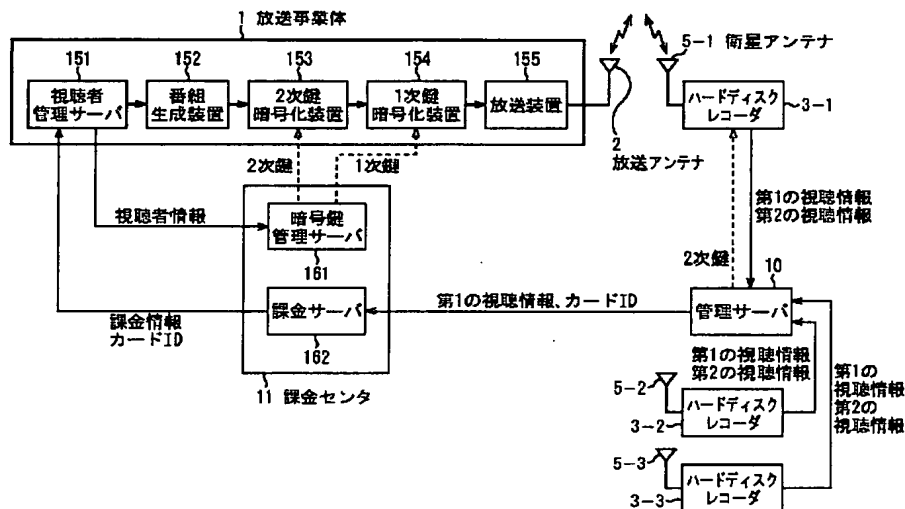 1 放送事業体
151
視聴者
管理サーバ
152
番組
生成装置
153
2次鍵
暗号化装置
154
1次鍵
暗号化装置
155
放送装置
2
放送アンテナ
5-1 衛星アンテナ
ハードディスク
レコーダ
3-1
2次鍵
1次鍵
視聴者情報
暗号鍵
管理サーバ
161
課金サーバ
162
11 課金センタ
課金情報
カードID
第1の視聴情報、カードID
第1の視聴情報
第2の視聴情報
2次鍵
10
管理サーバ
第1の視聴情報
第2の視聴情報
第1の
視聴情報
第2の
視聴情報
5-2
ハードディスク
レコーダ
3-2
5-3
ハードディスク
レコーダ
3-3